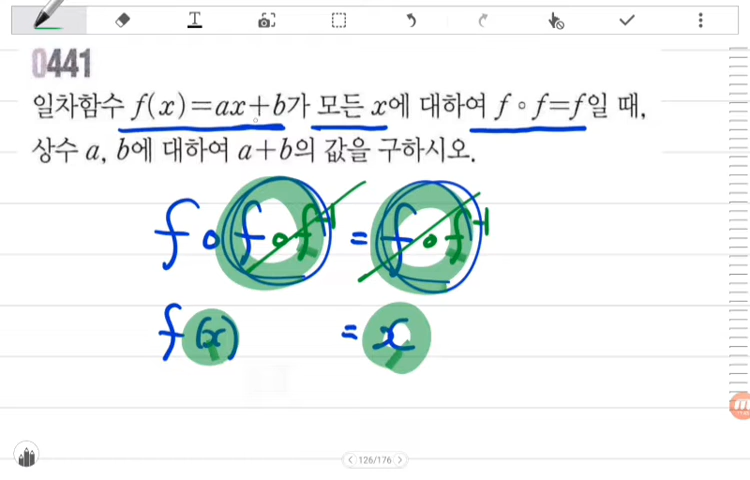 T
0441
일차함수 f(x)=ax+b가 모든 x에 대하여 f∘f=f일 때,
상수 a, b에 대하여 a+b의 값을 구하시오.
f∘(f∘f⁻¹) = (f∘f⁻¹)
f(x) = x
126/176